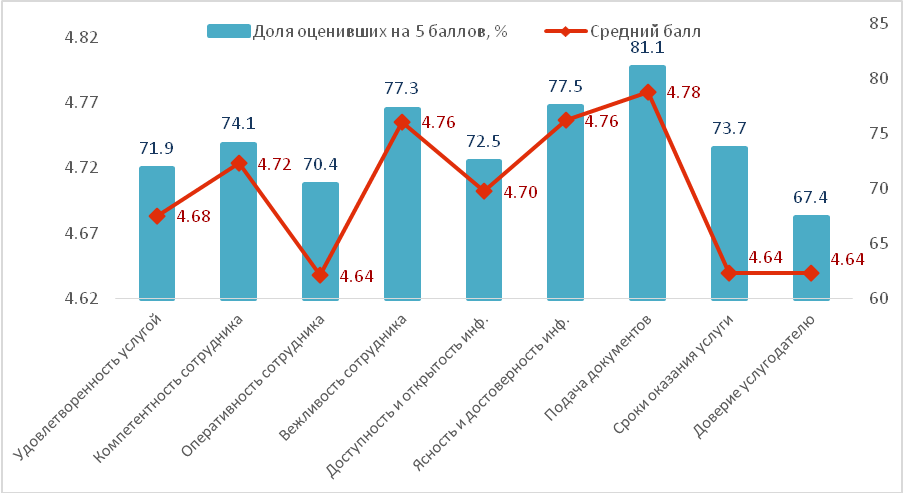 Доля оценивших на 5 баллов, %
Средний балл
4.82
4.77
4.72
4.67
4.62
85
80
75
70
65
60
71.9
74.1
70.4
77.3
72.5
77.5
81.1
73.7
67.4
4.68
4.72
4.64
4.76
4.70
4.76
4.78
4.64
4.64
Удовлетворенность услугой
Компетентность сотрудника
Оперативность сотрудника
Вежливость сотрудника
Доступность и открытость инф.
Ясность и достоверность инф.
Подача документов
Сроки оказания услуги
Доверие услугодателю